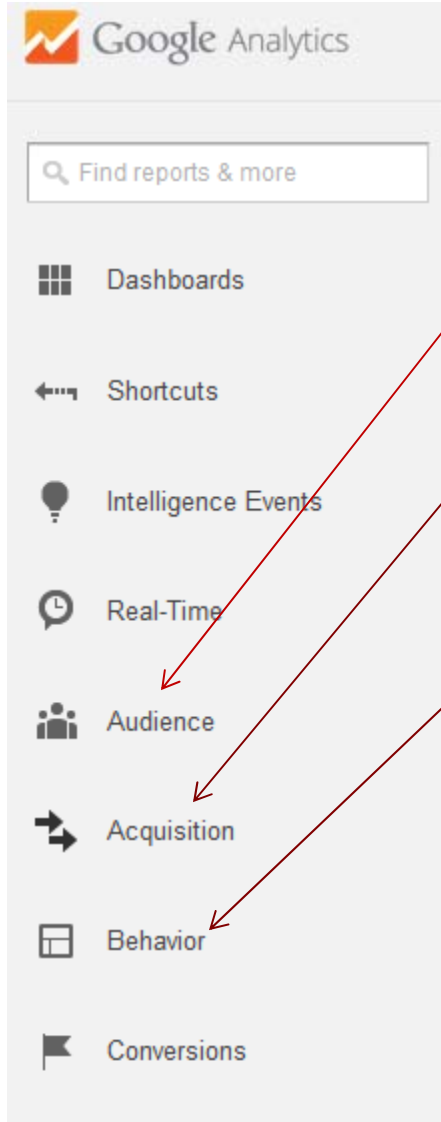 Google Analytics
Find reports & more
Dashboards
Shortcuts
Intelligence Events
Real-Time
Audience
Acquisition
Behavior
Conversions